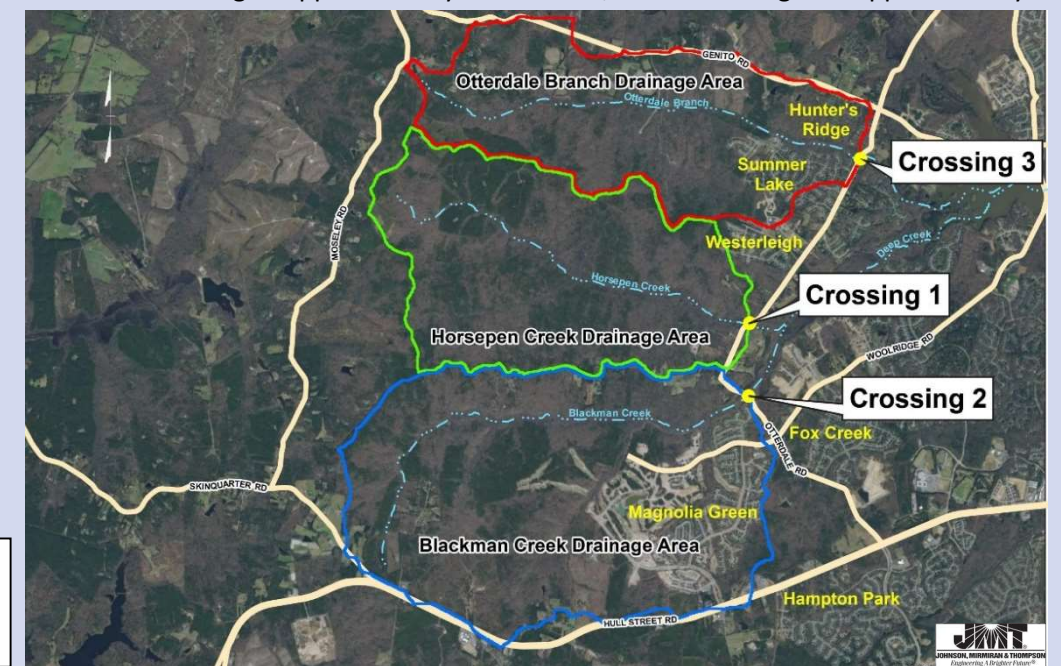 GENITO RD
Otterdale Branch Drainage Area
Otterdale Branch
Hunter's
Ridge
Crossing 3
Summer
Lake
MOSELEY RD
Westerleigh
Deep Creek
Horsepen Creek
Crossing 1
Horsepen Creek Drainage Area
WOOLRIDGE RD
Crossing 2
Blackman Creek
OTTERDALE RD
Fox Creek
SKINQUARTER RD
Magnolia Green
Blackman Creek Drainage Area
Hampton Park
HULL STREET RD
JMT
JOHNSON, MIRMIRAN & THOMPSON
Engineering A Brighter Future®